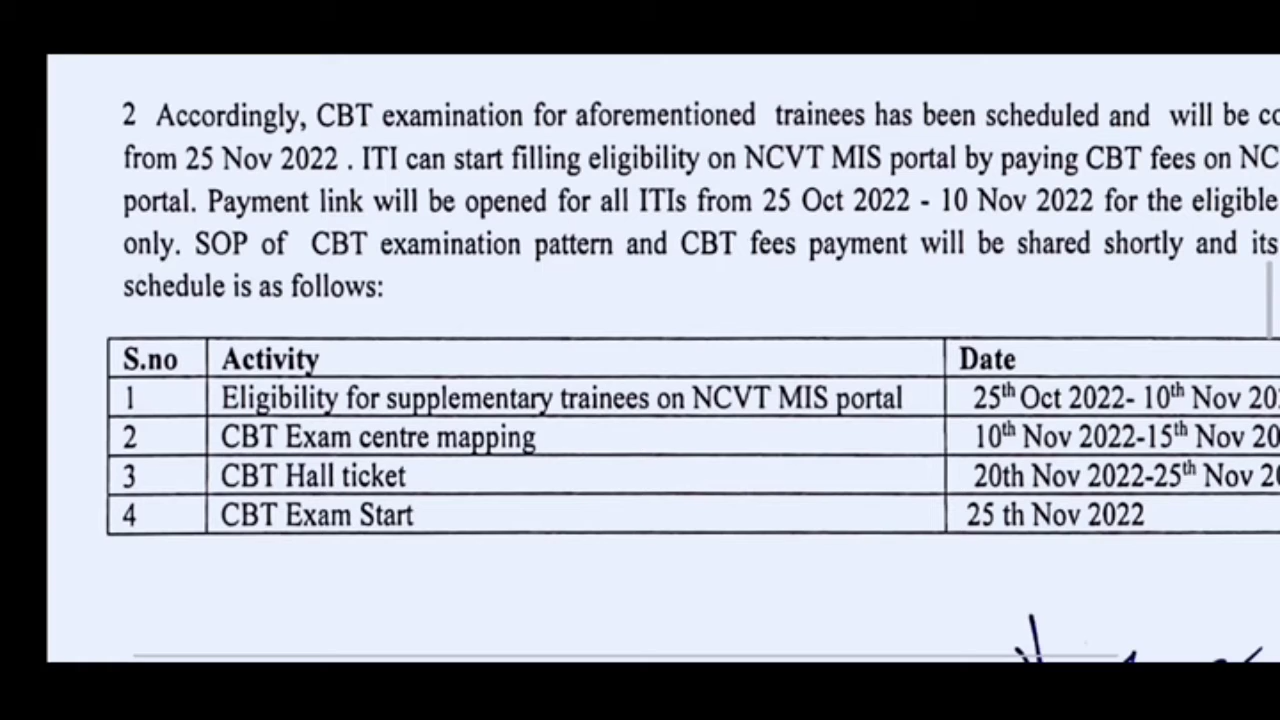 2 Accordingly, CBT examination for aforementioned trainees has been scheduled and will be
from 25 Nov 2022 . ITI can start filling eligibility on NCVT MIS portal by paying CBT fees on
portal. Payment link will be opened for all ITIs from 25 Oct 2022 - 10 Nov 2022 for the eligible
only. SOP of CBT examination pattern and CBT fees payment will be shared shortly and its
schedule is as follows:
S.no Activity Date
1 Eligibility for supplementary trainees on NCVT MIS portal 25th Oct 2022- 10th Nov
2 CBT Exam centre mapping 10th Nov 2022-15th Nov
3 CBT Hall ticket 20th Nov 2022-25th Nov
4 CBT Exam Start 25 th Nov 2022